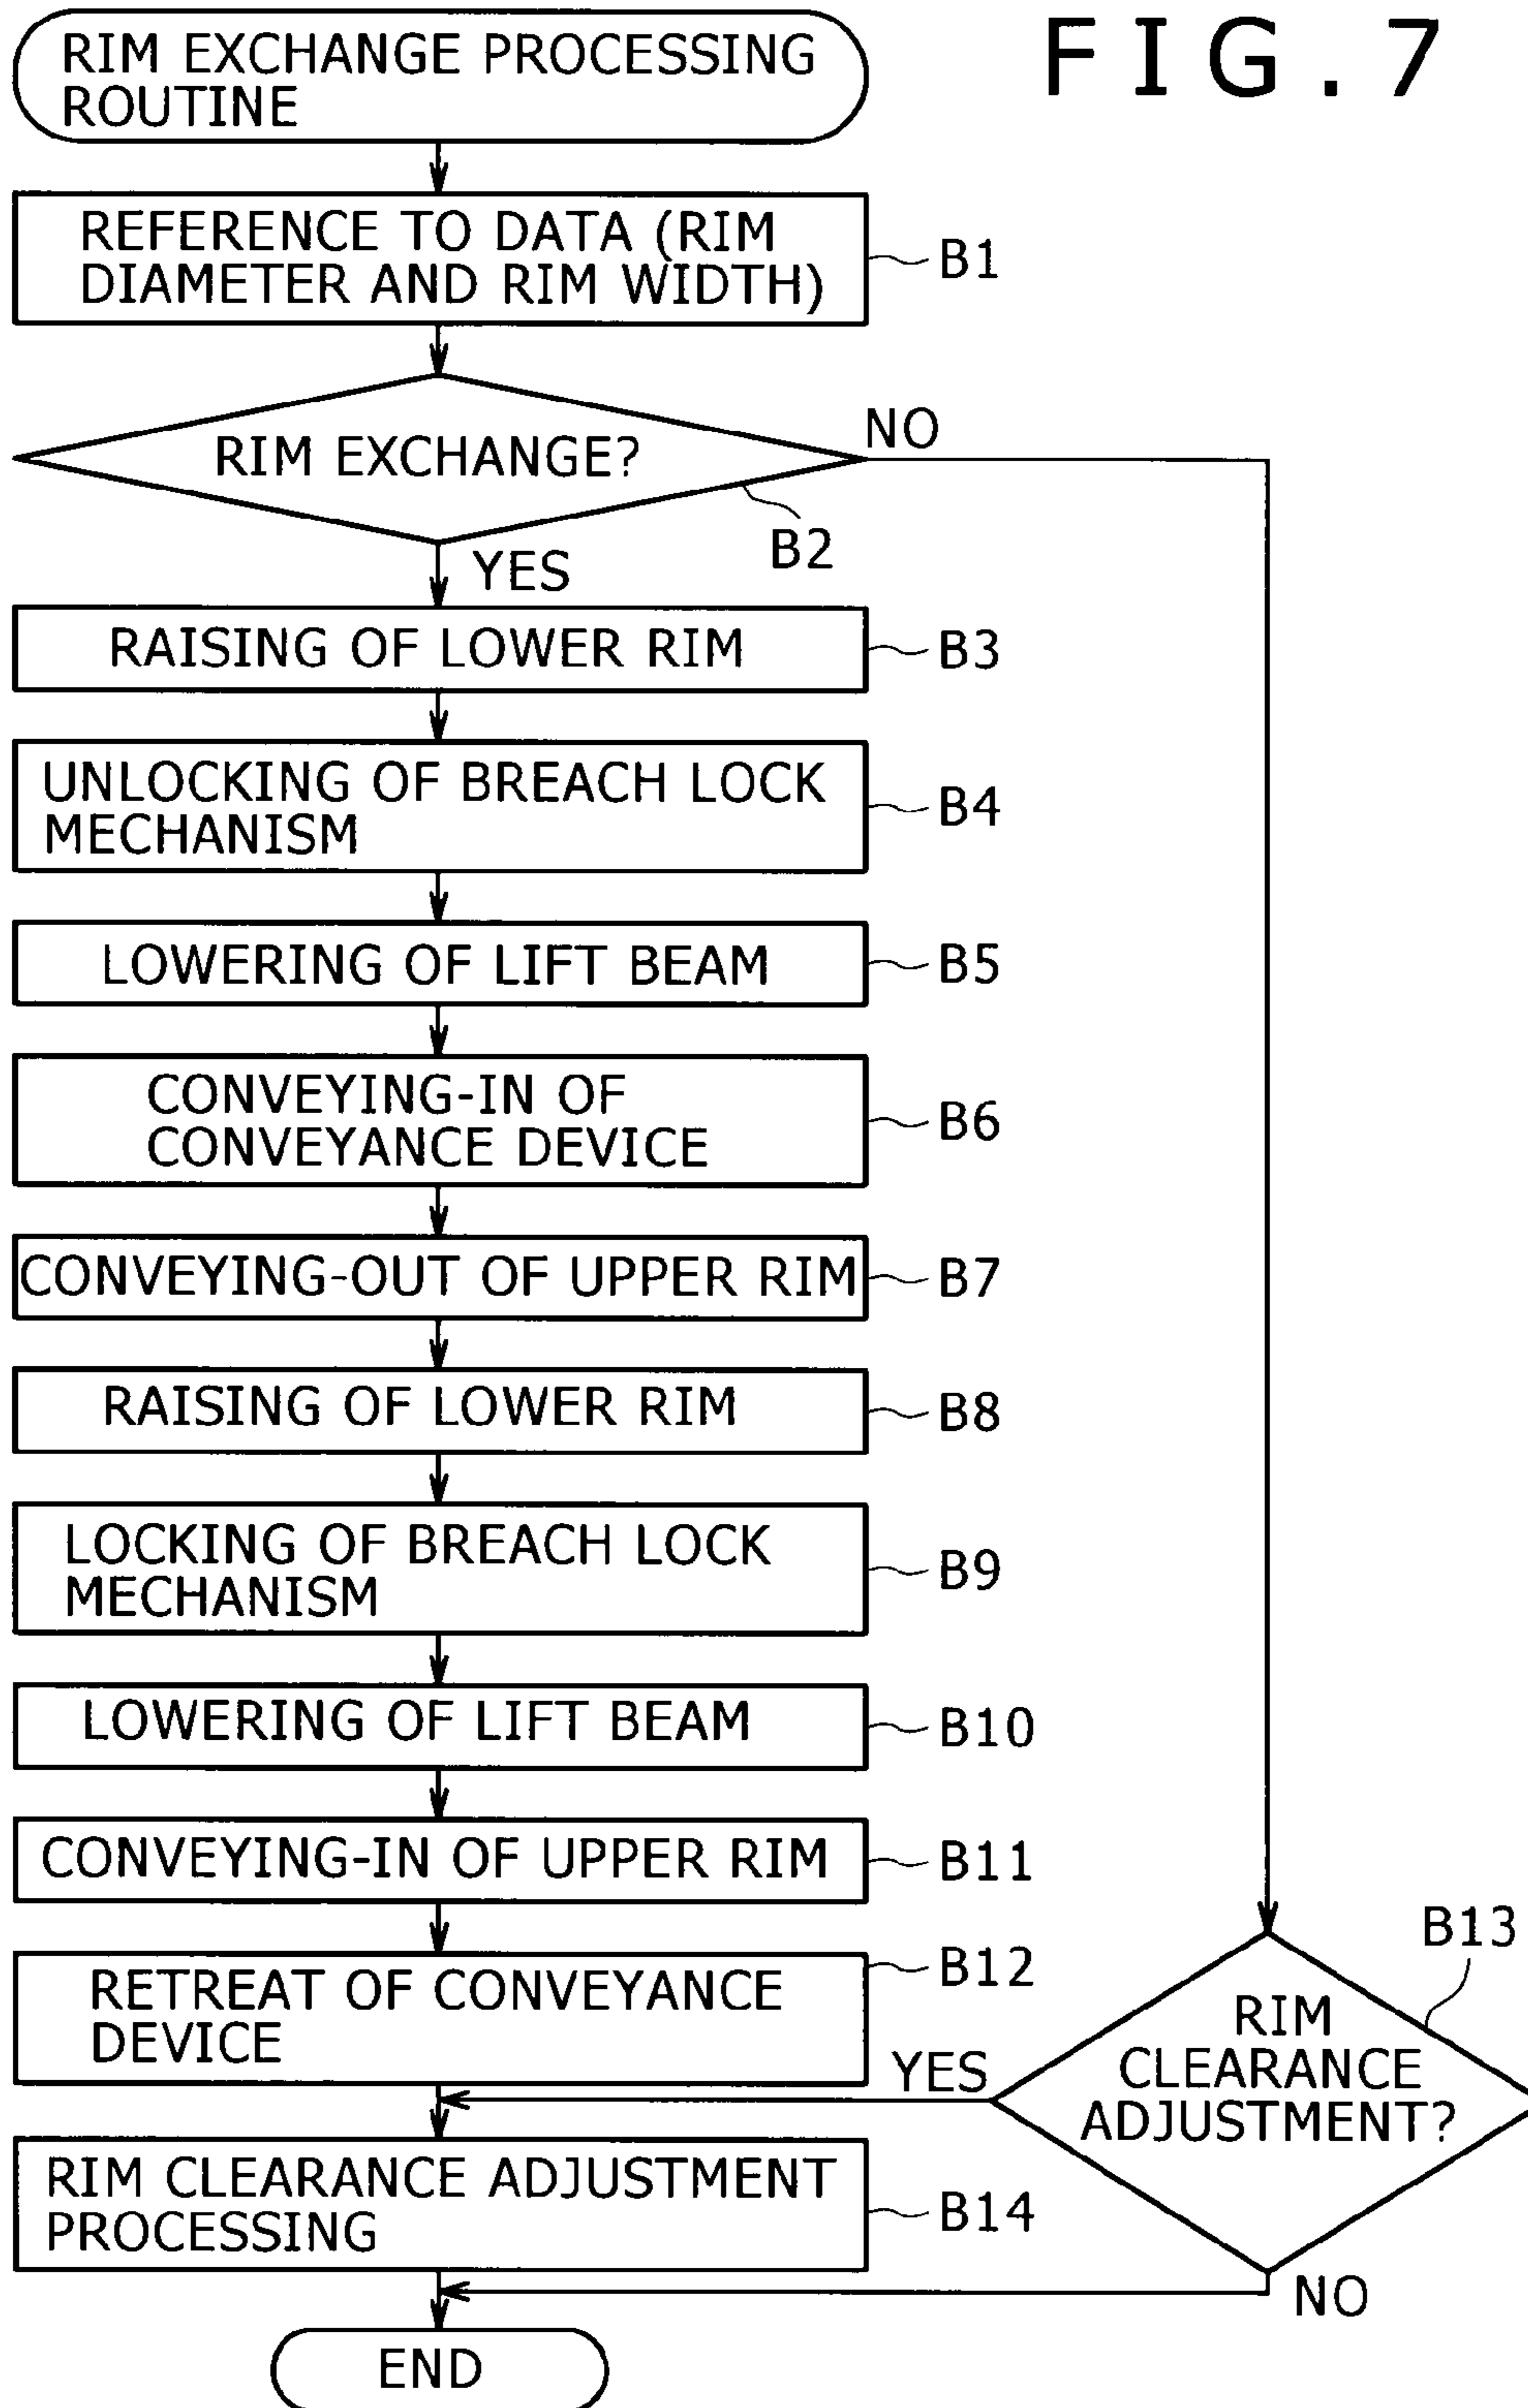 FIG.7
RIM EXCHANGE PROCESSING
ROUTINE
REFERENCE TO DATA (RIM
DIAMETER AND RIM WIDTH)
B1
RIM EXCHANGE?
NO
B2
YES
RAISING OF LOWER RIM
B3
UNLOCKING OF BREACH LOCK
MECHANISM
B4
LOWERING OF LIFT BEAM
B5
CONVEYING-IN OF
CONVEYANCE DEVICE
B6
CONVEYING-OUT OF UPPER RIM
B7
RAISING OF LOWER RIM
B8
LOCKING OF BREACH LOCK
MECHANISM
B9
LOWERING OF LIFT BEAM
B10
CONVEYING-IN OF UPPER RIM
B11
RETREAT OF CONVEYANCE
DEVICE
B12
B13
RIM
CLEARANCE
ADJUSTMENT?
YES
RIM CLEARANCE ADJUSTMENT
PROCESSING
B14
NO
END